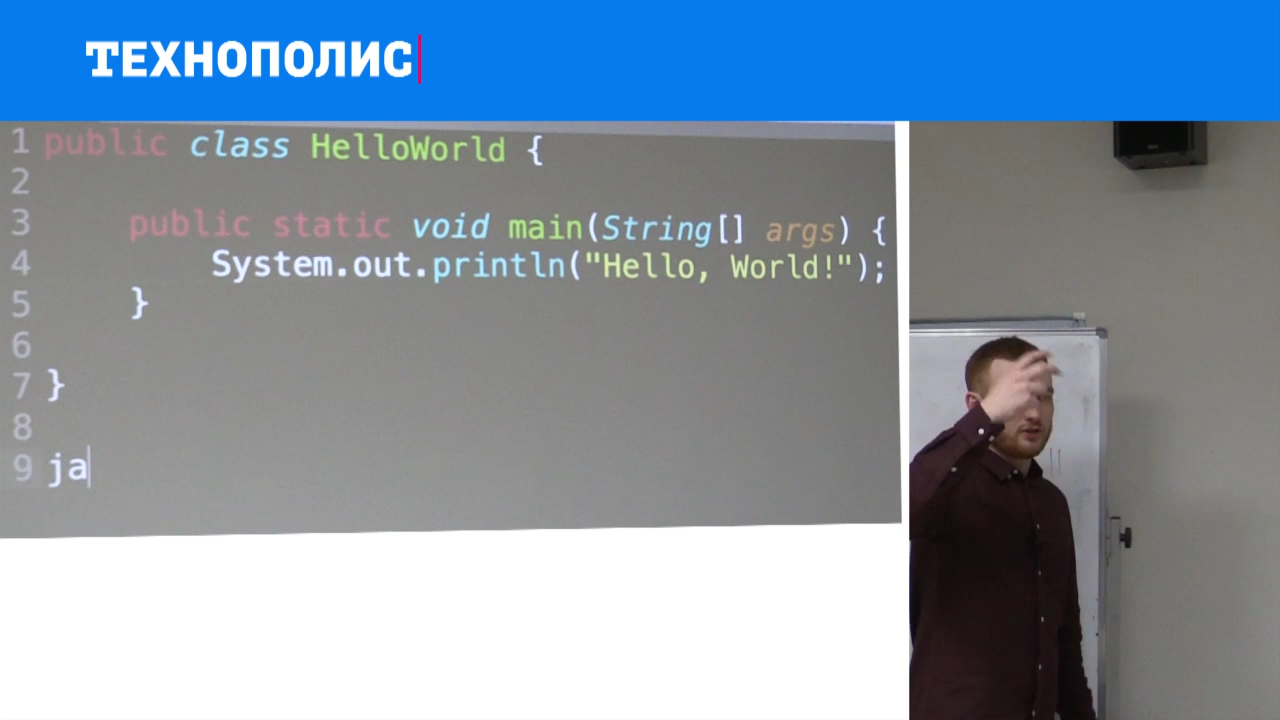 ТЕХНОПОЛИС
1 public class HelloWorld {
2
3     public static void main(String[] args) {
4         System.out.println("Hello, World!");
5     }
6
7 }
8
9 ja